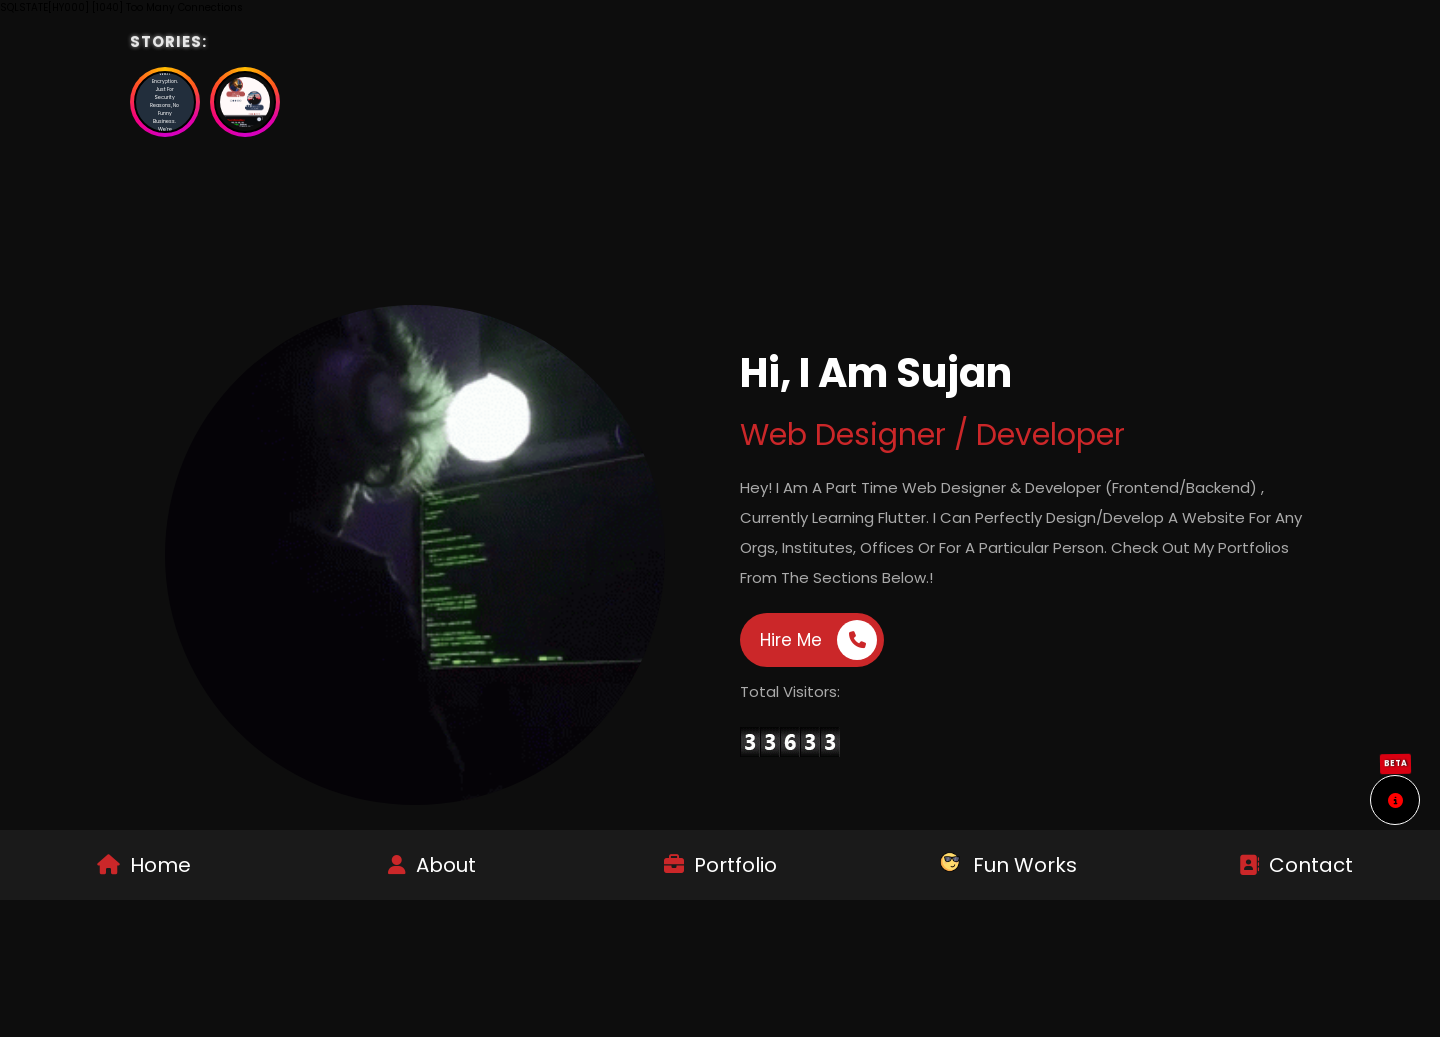 SQLSTATE[HY000] [1040] Too Many Connections
STORIES:
Encryption.
Just For
Security
Reasons, No
Funny
Business.
We're
Hi, I Am Sujan
Web Designer / Developer
Hey! I Am A Part Time Web Designer & Developer (Frontend/Backend) ,
Currently Learning Flutter. I Can Perfectly Design/Develop A Website For Any
Orgs, Institutes, Offices Or For A Particular Person. Check Out My Portfolios
From The Sections Below.!
Hire Me
Total Visitors:
33633
BETA
Home
About
Portfolio
Fun Works
Contact